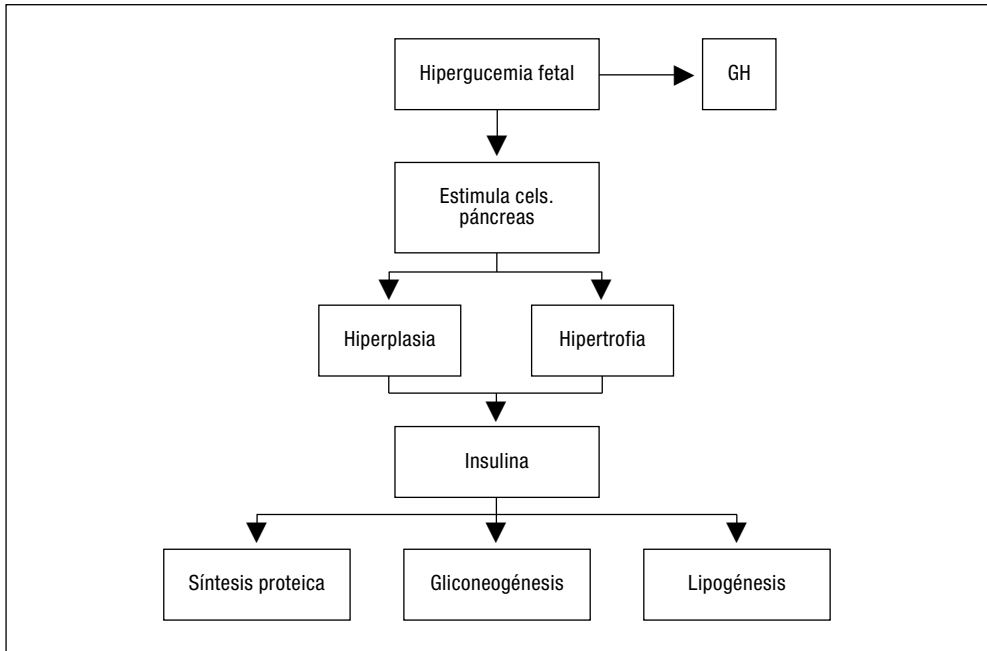 Hipergucemia fetal
GH
Estimula cels.
páncreas
Hiperplasia
Hipertrofia
Insulina
Síntesis proteica
Gliconeogénesis
Lipogénesis